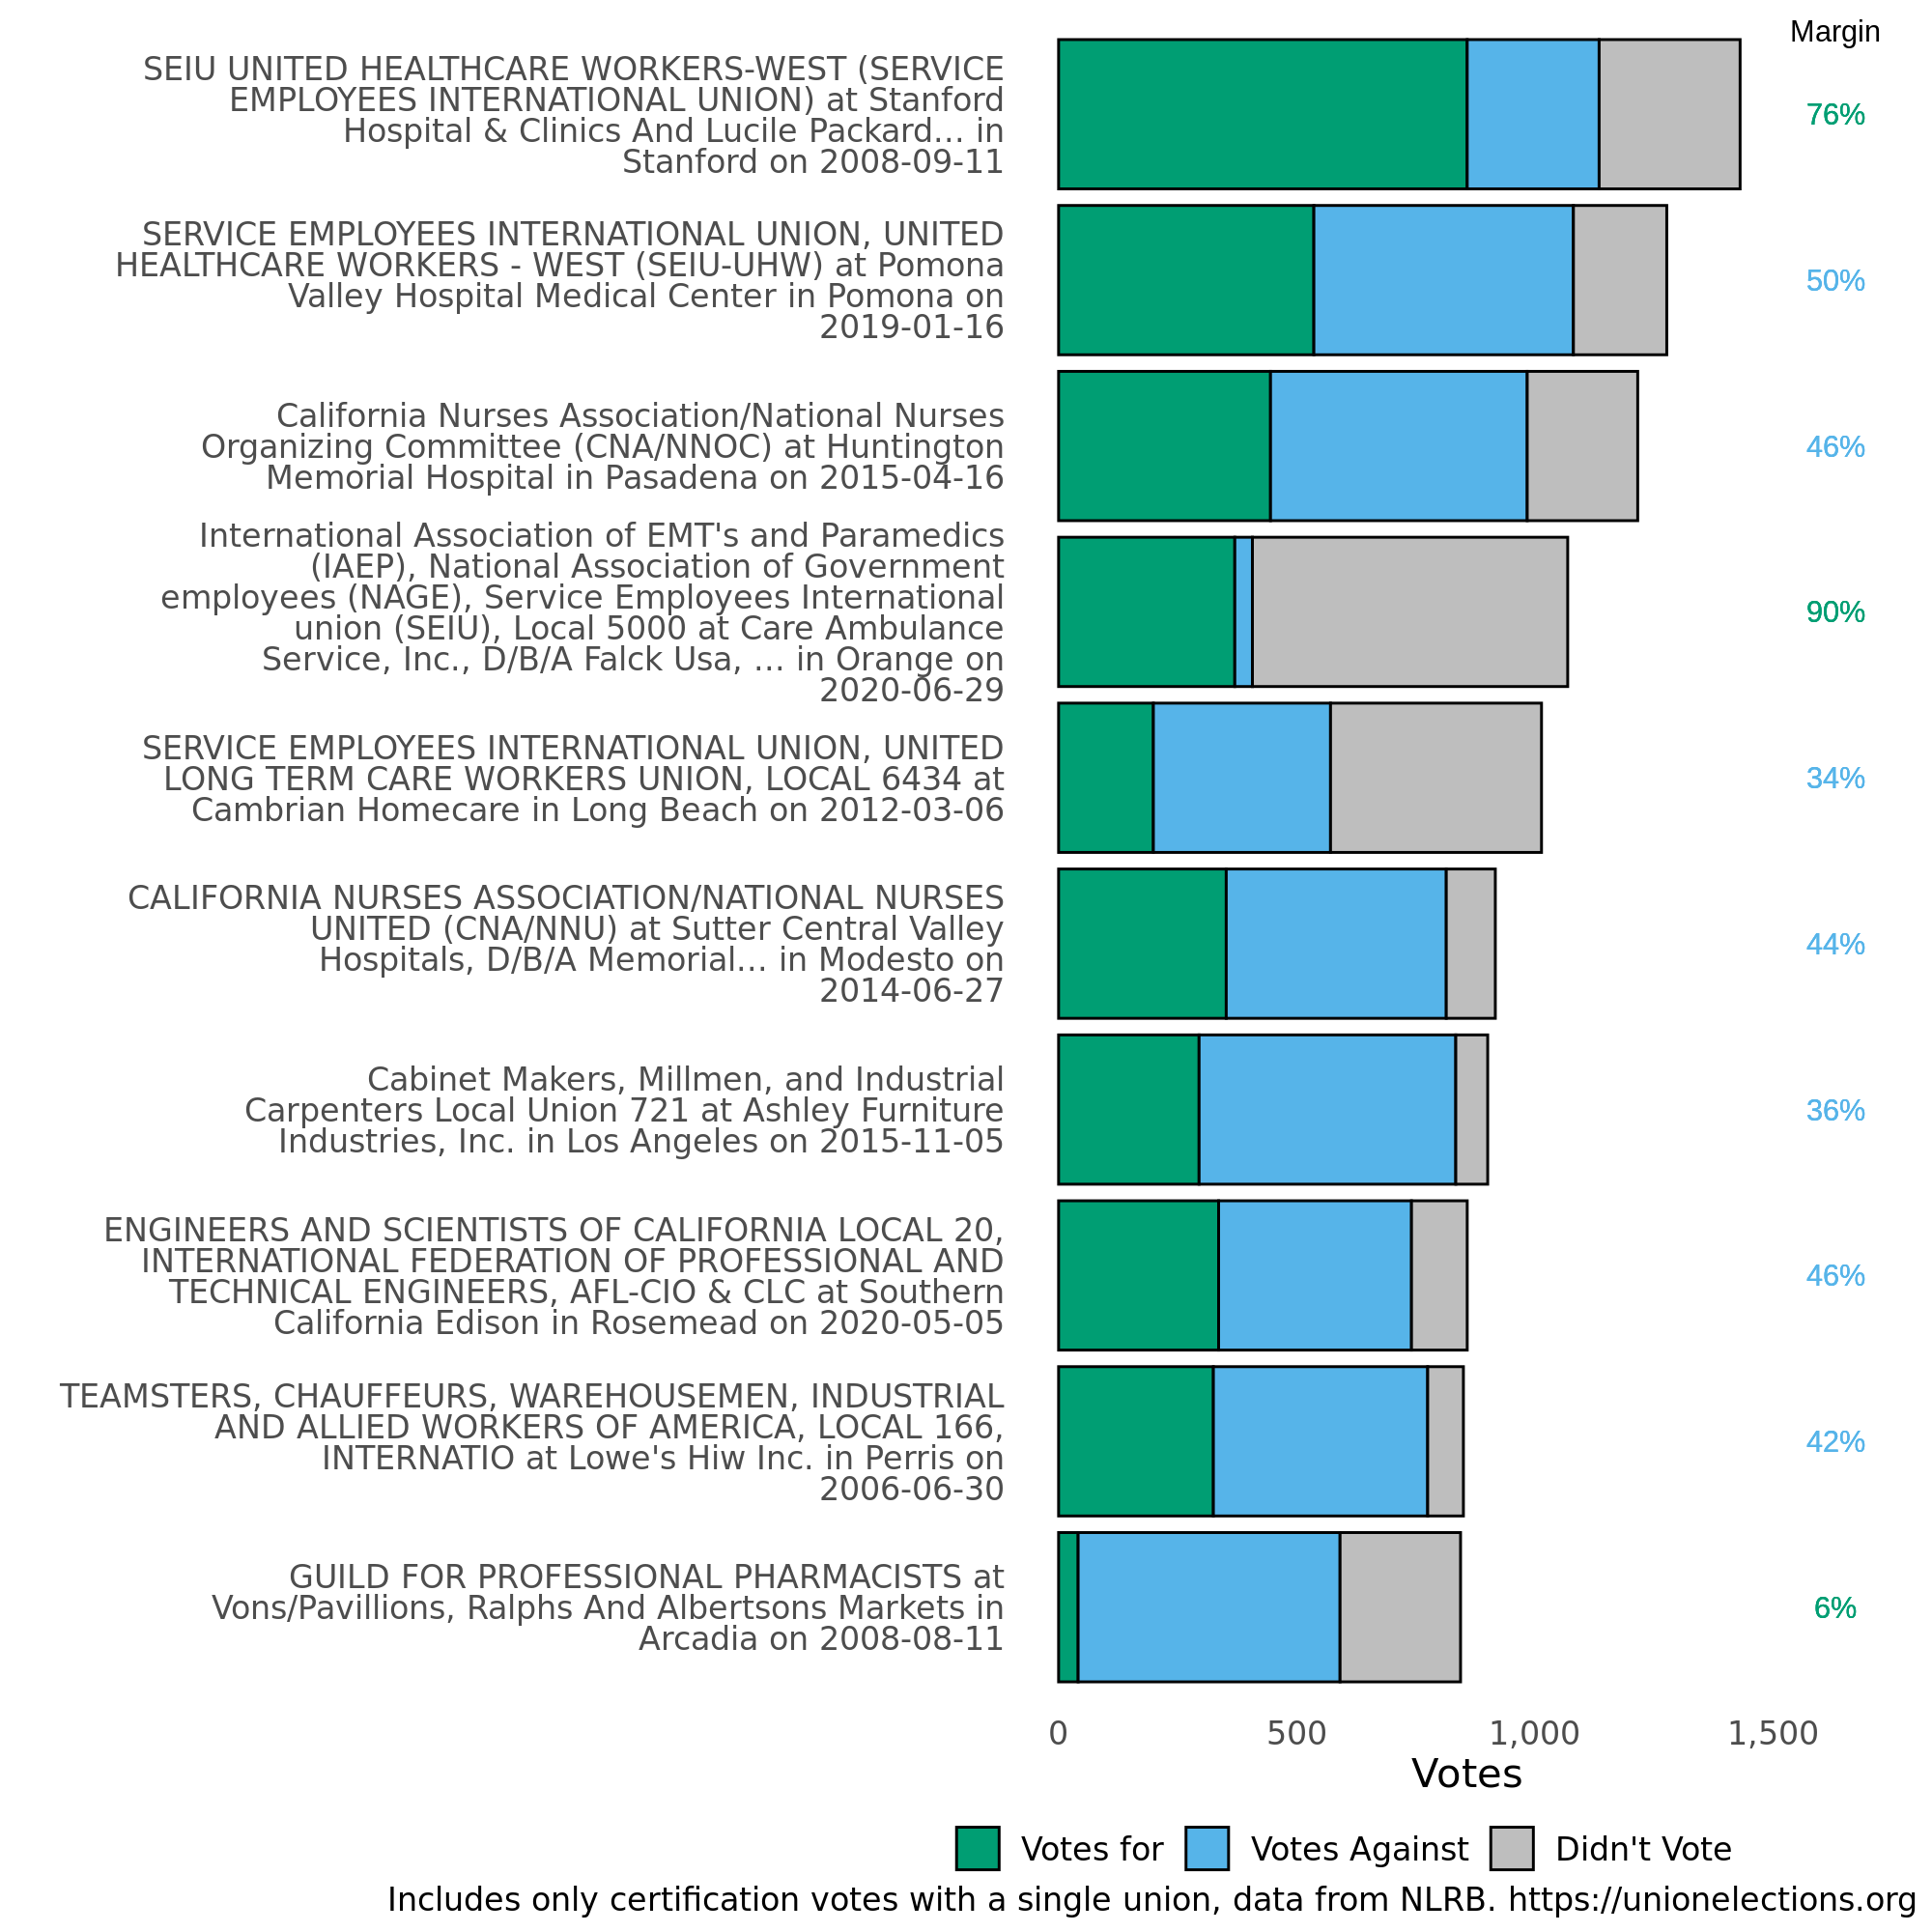 Margin
SEIU UNITED HEALTHCARE WORKERS-WEST (SERVICE
EMPLOYEES INTERNATIONAL UNION) at Stanford
Hospital & Clinics And Lucile Packard... in
Stanford on 2008-09-11
76%
SERVICE EMPLOYEES INTERNATIONAL UNION, UNITED
HEALTHCARE WORKERS - WEST (SEIU-UHW) at Pomona
Valley Hospital Medical Center in Pomona on
2019-01-16
50%
California Nurses Association/National Nurses
Organizing Committee (CNA/NNOC) at Huntington
Memorial Hospital in Pasadena on 2015-04-16
46%
International Association of EMT's and Paramedics
(IAEP), National Association of Government
employees (NAGE), Service Employees International
union (SEIU), Local 5000 at Care Ambulance
Service, Inc., D/B/A Falck Usa, ... in Orange on
2020-06-29
90%
SERVICE EMPLOYEES INTERNATIONAL UNION, UNITED
LONG TERM CARE WORKERS UNION, LOCAL 6434 at
Cambrian Homecare in Long Beach on 2012-03-06
34%
CALIFORNIA NURSES ASSOCIATION/NATIONAL NURSES
UNITED (CNA/NNU) at Sutter Central Valley
Hospitals, D/B/A Memorial... in Modesto on
2014-06-27
44%
Cabinet Makers, Millmen, and Industrial
Carpenters Local Union 721 at Ashley Furniture
Industries, Inc. in Los Angeles on 2015-11-05
36%
ENGINEERS AND SCIENTISTS OF CALIFORNIA LOCAL 20,
INTERNATIONAL FEDERATION OF PROFESSIONAL AND
TECHNICAL ENGINEERS, AFL-CIO & CLC at Southern
California Edison in Rosemead on 2020-05-05
46%
TEAMSTERS, CHAUFFEURS, WAREHOUSEMEN, INDUSTRIAL
AND ALLIED WORKERS OF AMERICA, LOCAL 166,
INTERNATIO at Lowe's Hiw Inc. in Perris on
2006-06-30
42%
GUILD FOR PROFESSIONAL PHARMACISTS at
Vons/Pavillions, Ralphs And Albertsons Markets in
Arcadia on 2008-08-11
6%
0 500 1,000 1,500
Votes
Votes for Votes Against Didn't Vote
Includes only certification votes with a single union, data from NLRB. https://unionelections.org